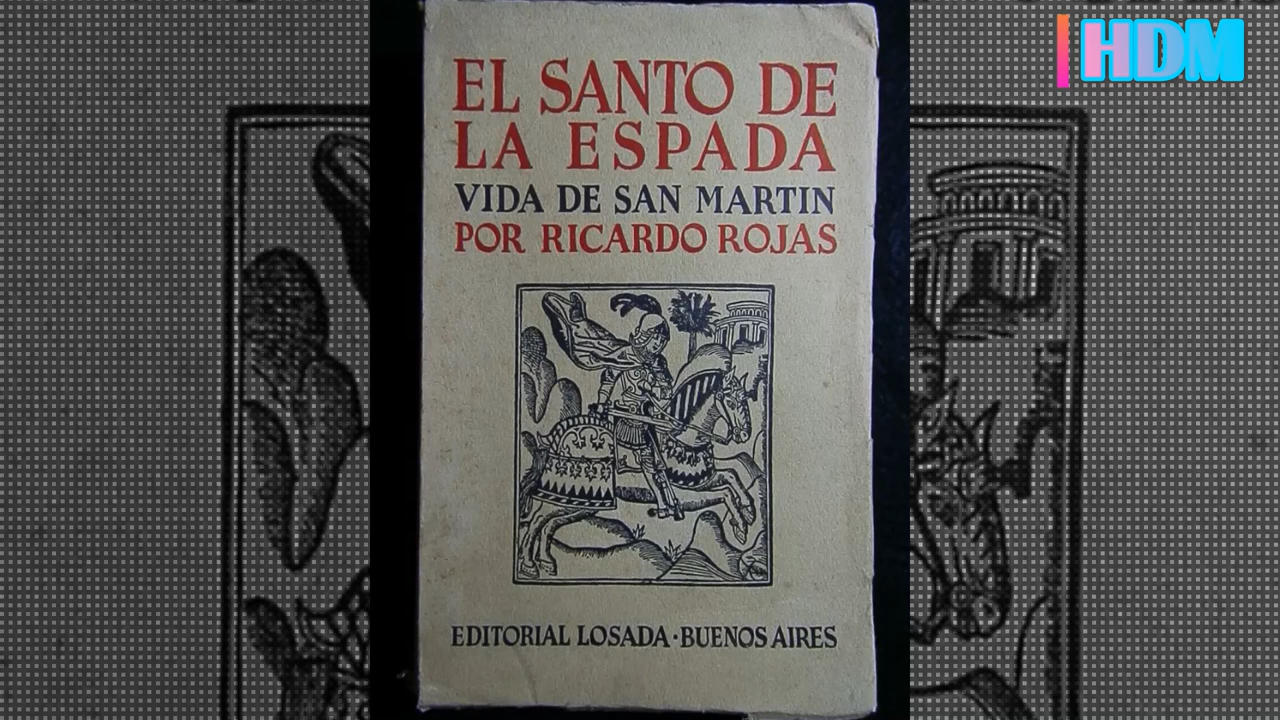 HDM
EL SANTO DE
LA ESPADA
VIDA DE SAN MARTIN
POR RICARDO ROJAS
EDITORIAL LOSADA·BUENOS AIRES